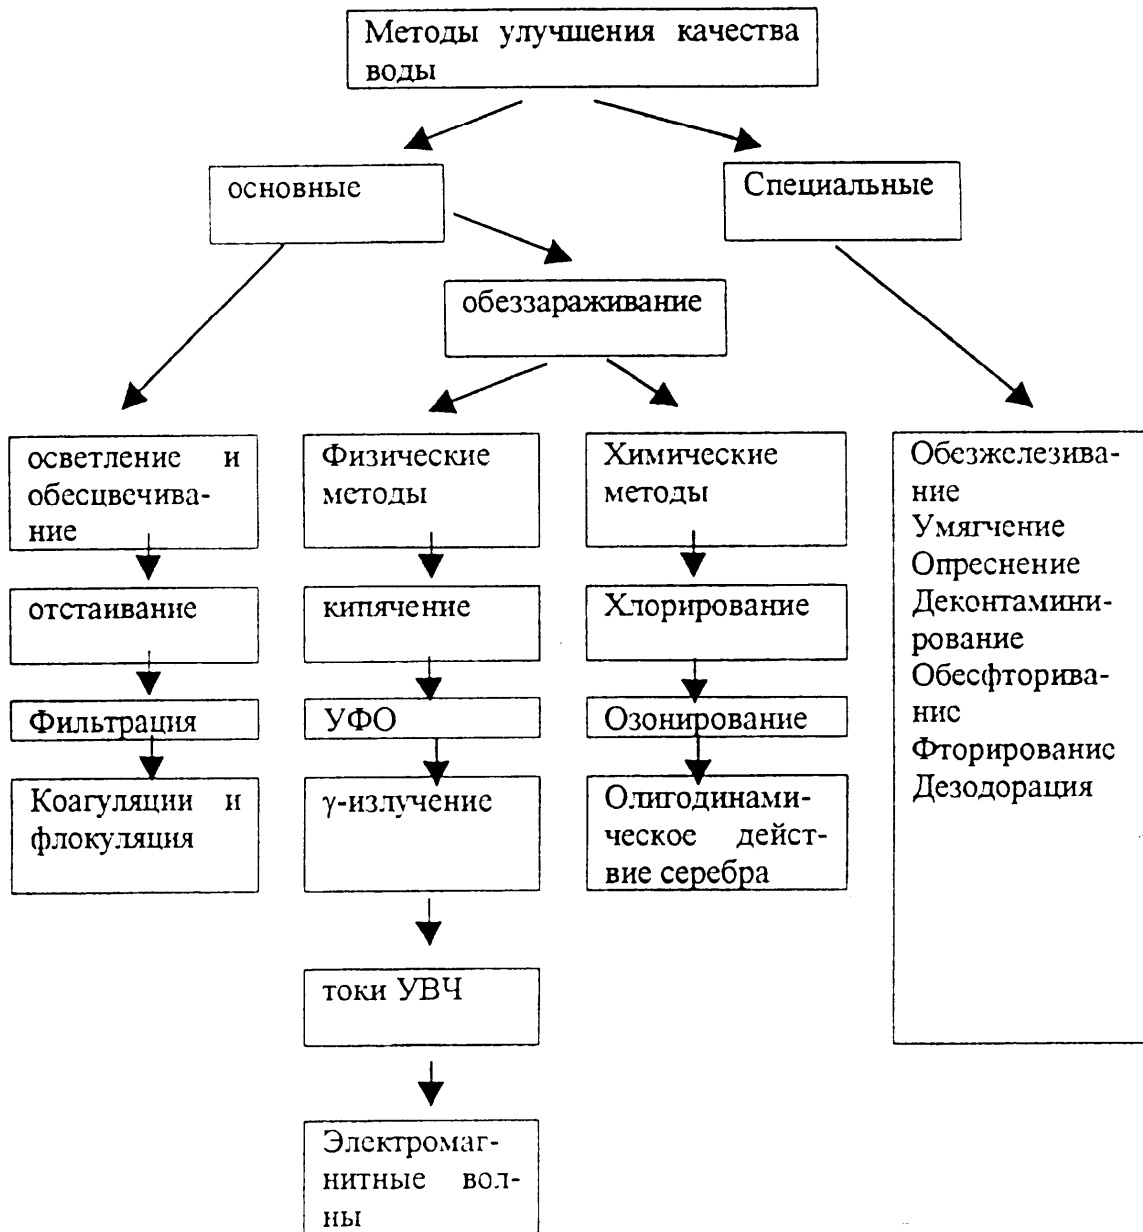 Методы улучшения качества
воды
основные
Специальные
обеззараживание
осветление и
обесцвечива-
ние
отстаивание
Фильтрация
Коагуляции и
флокуляция
Физические
методы
кипячение
УФО
γ-излучение
токи УВЧ
Электромаг-
нитные вол-
ны
Химические
методы
Хлорирование
Озонирование
Олигодинами-
ческое дейст-
вие серебра
Обезжелезива-
ние
Умягчение
Опреснение
Деконтамини-
рование
Обесфторива-
ние
Фторирование
Дезодорация